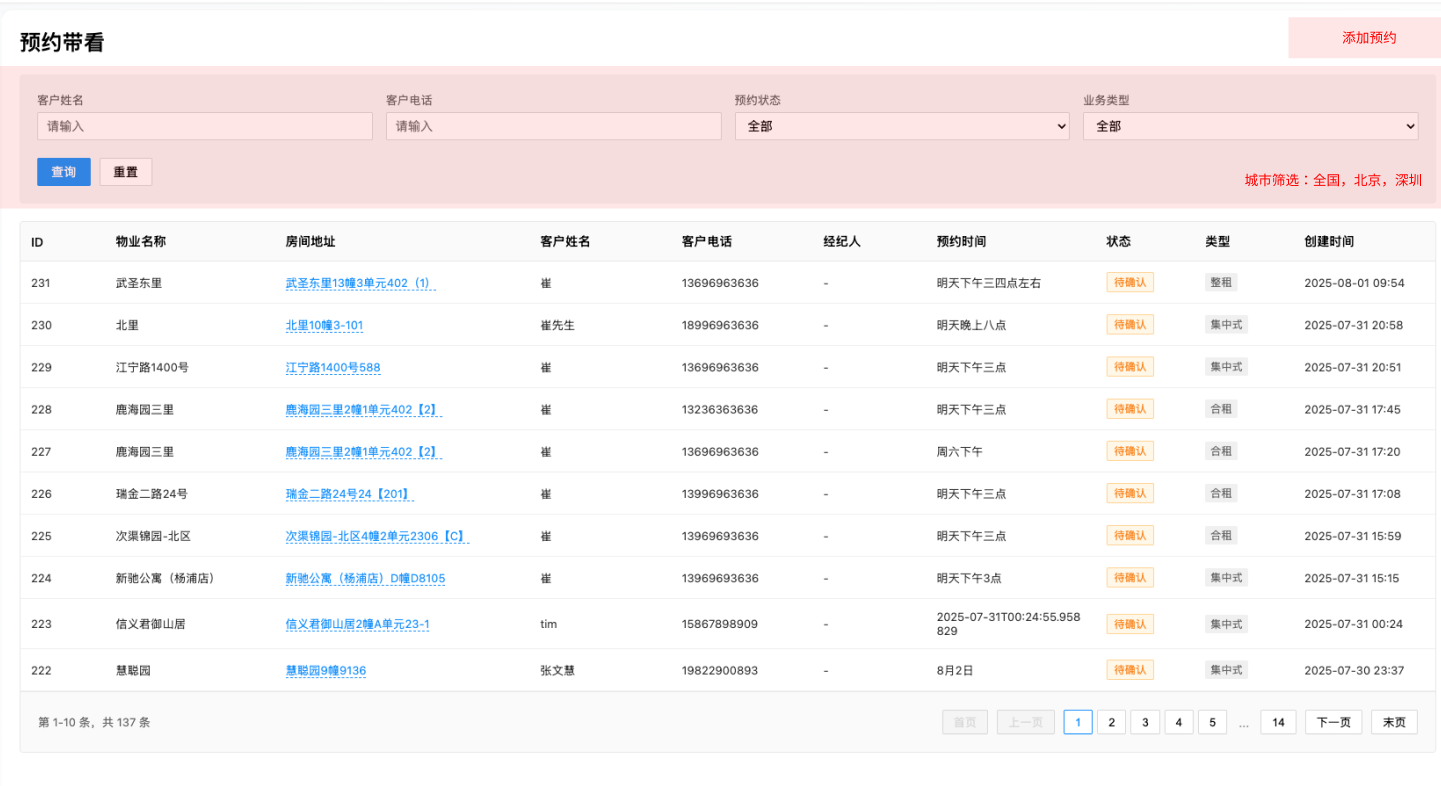 预约带看
添加预约
客户姓名 客户电话 预约状态 业务类型
请输入 请输入 全部 全部
查询 重置
城市筛选：全国，北京，深圳
ID 物业名称 房间地址 客户姓名 客户电话 经纪人 预约时间 状态 类型 创建时间
231 武圣东里 武圣东里13幢3单元402（1） 崔 13696963636 - 明天下午三四点左右 待确认 整租 2025-08-01 09:54
230 北里 北里10幢3-101 崔先生 18996963636 - 明天晚上八点 待确认 集中式 2025-07-31 20:58
229 江宁路1400号 江宁路1400号588 崔 13696963636 - 明天下午三点 待确认 集中式 2025-07-31 20:51
228 鹿海园三里 鹿海园三里2幢1单元402【2】 崔 13236363636 - 明天下午三点 待确认 合租 2025-07-31 17:45
227 鹿海园三里 鹿海园三里2幢1单元402【2】 崔 13696963636 - 周六下午 待确认 合租 2025-07-31 17:20
226 瑞金二路24号 瑞金二路24号24【201】 崔 13996963636 - 明天下午三点 待确认 合租 2025-07-31 17:08
225 次渠锦园-北区 次渠锦园-北区4幢2单元2306【C】 崔 13969693636 - 明天下午三点 待确认 合租 2025-07-31 15:59
224 新驰公寓（杨浦店） 新驰公寓（杨浦店）D幢D8105 崔 13969693636 - 明天下午3点 待确认 集中式 2025-07-31 15:15
223 信义君御山居 信义君御山居2幢A单元23-1 tim 15867898909 - 2025-07-31T00:24:55.958
829 待确认 集中式 2025-07-31 00:24
222 慧聪园 慧聪园9幢9136 张文慧 19822900893 - 8月2日 待确认 集中式 2025-07-30 23:37
第 1-10 条，共 137 条 首页 上一页 1 2 3 4 5 ... 14 下一页 末页